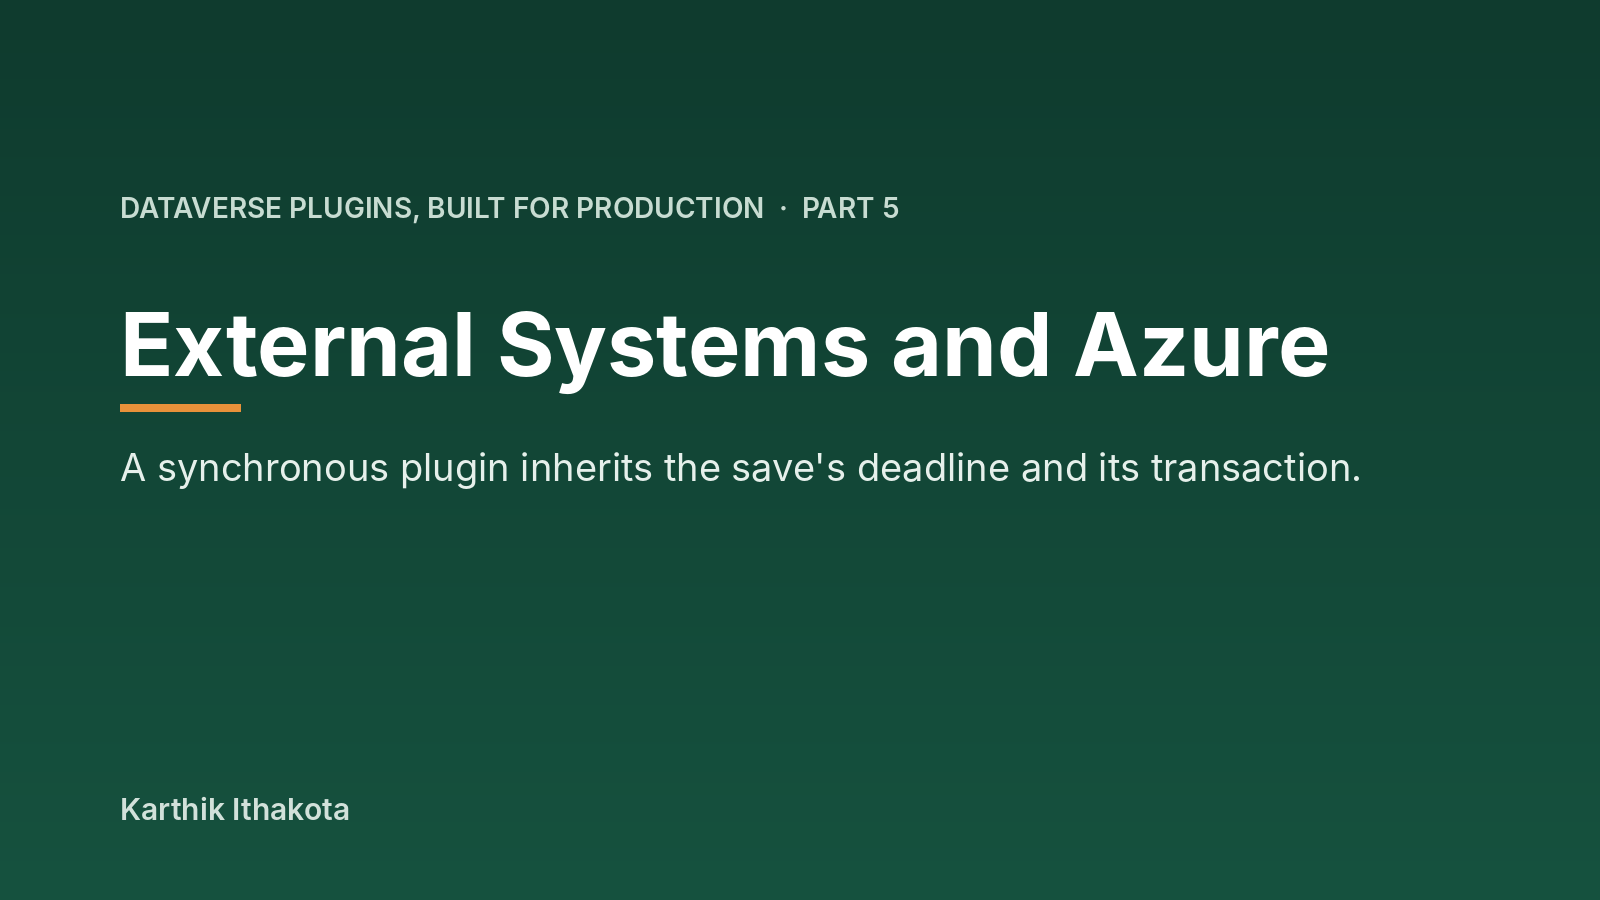 DATAVERSE PLUGINS, BUILT FOR PRODUCTION · PART 5
External Systems and Azure
A synchronous plugin inherits the save's deadline and its transaction.
Karthik Ithakota